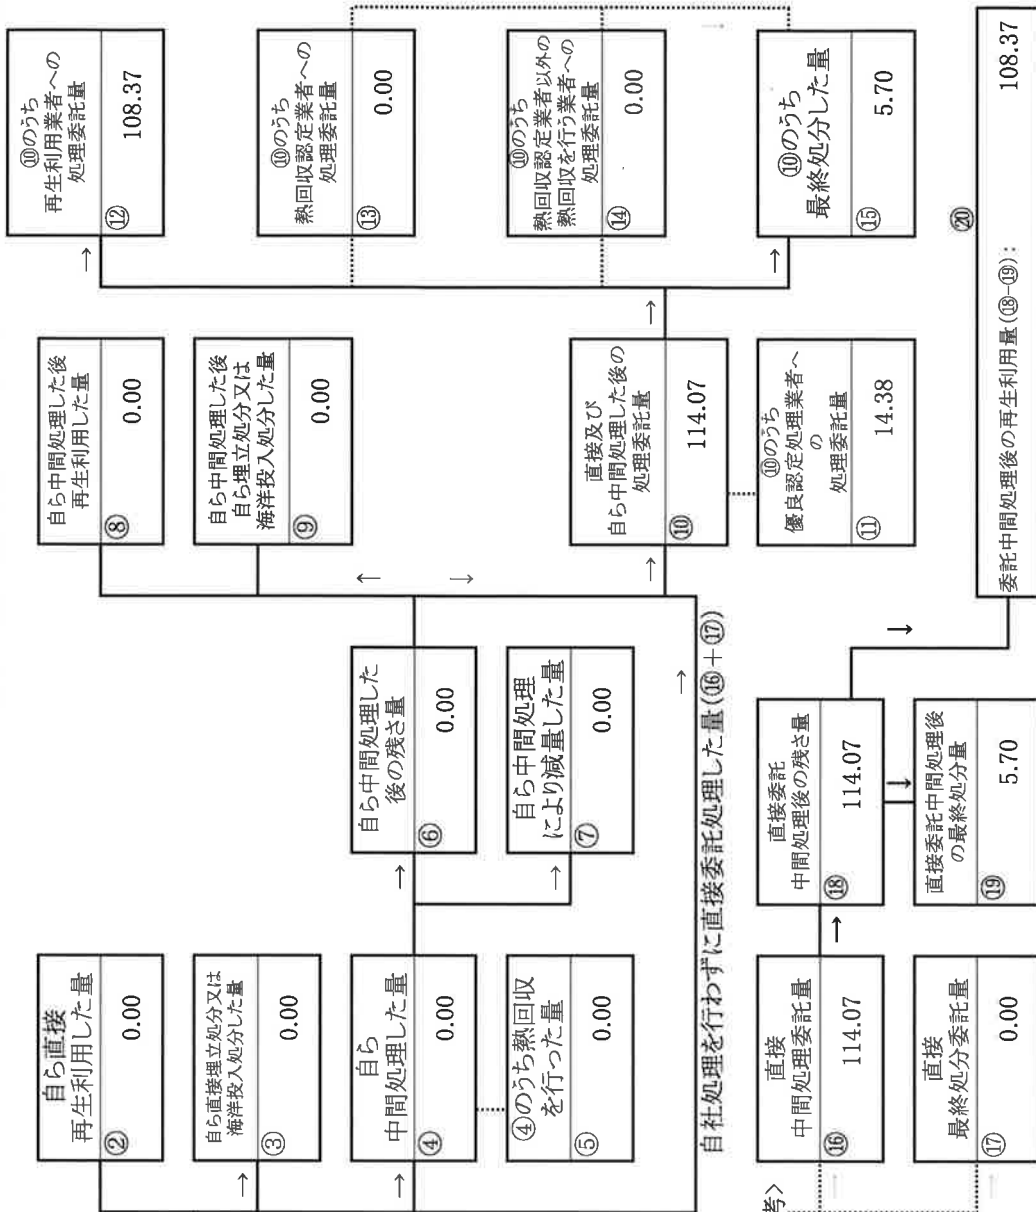 自ら直接
再生利用した量
②
0.00
自ら直接埋立処分又は
海洋投入処分した量
③
0.00
自ら
中間処理した量
④
0.00
④のうち熱回収
を行った量
⑤
0.00
自ら中間処理した
後の残さ量
⑥
0.00
自ら中間処理
により減量した量
⑦
0.00
自ら中間処理した後
再生利用した量
⑧
0.00
自ら中間処理した後
自ら埋立処分又は
海洋投入処分した量
⑨
0.00
直接及び
自ら中間処理した後の
処理委託量
⑩
114.07
⑩のうち
優良認定処理業者へ
の
処理委託量
⑪
14.38
⑩のうち
再生利用業者への
処理委託量
⑫
108.37
⑩のうち
熱回収認定業者への
処理委託量
⑬
0.00
⑩のうち
熱回収認定業者以外の
熱回収を行う業者への
処理委託量
⑭
0.00
⑩のうち
最終処分した量
⑮
5.70
自社処理を行わずに直接委託処理した量(⑯+⑰)
考>
直接
中間処理委託量
⑯
114.07
直接
最終処分委託量
⑰
0.00
直接委託
中間処理後の残さ量
⑱
114.07
直接委託中間処理後
の最終処分量
⑲
5.70
⑳
委託中間処理後の再生利用量(⑱-⑲):
108.37